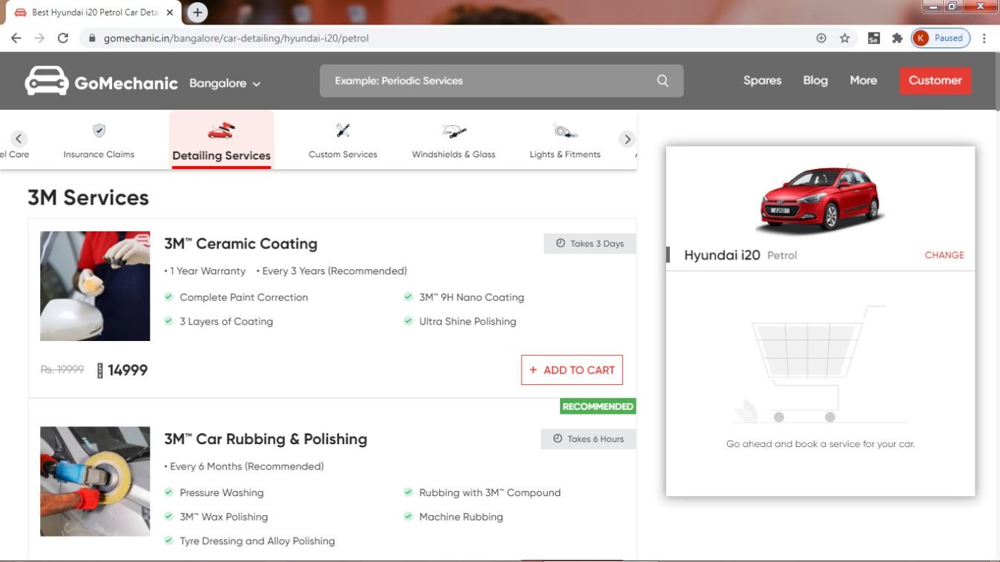 Best Hyundai i20 Petrol Car Deta
gomechanic.in/bangalore/car-detailing/hyundai-i20/petrol
Se
K Paused
GoMechanic Bangalore
Example: Periodic Services
Spares Blog More Customer
el Care
Insurance Claims
Detailing Services
Custom Services
Windshields & Glass
Lights & Fitments
3M Services
3M™ Ceramic Coating
Takes 3 Days
• 1 Year Warranty • Every 3 Years (Recommended)
Complete Paint Correction
3M™ 9H Nano Coating
3 Layers of Coating
Ultra Shine Polishing
Rs. 19999 14999
+ ADD TO CART
RECOMMENDED
3M™ Car Rubbing & Polishing
Takes 6 Hours
• Every 6 Months (Recommended)
Pressure Washing
Rubbing with 3M™ Compound
3M™ Wax Polishing
Machine Rubbing
Tyre Dressing and Alloy Polishing
i20
Hyundai i20 Petrol
CHANGE
Go ahead and book a service for your car.